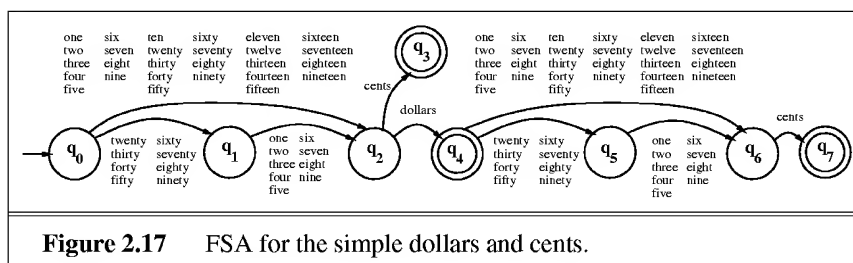 one six ten sixty eleven sixteen
two seven twenty seventy twelve seventeen
three eight thirty eighty thirteen eighteen
four nine forty ninety fourteen nineteen
five fifty fifteen
q3
one six ten sixty eleven sixteen
two seven twenty seventy twelve seventeen
three eight thirty eighty thirteen eighteen
four nine forty ninety fourteen nineteen
five fifty fifteen
cents
dollars
cents
q0
twenty sixty
thirty seventy
forty eighty
fifty ninety
q1
one six
two seven
three eight
four nine
five
q2
q4
twenty sixty
thirty seventy
forty eighty
fifty ninety
q5
one six
two seven
three eight
four nine
five
q6
q7
Figure 2.17 FSA for the simple dollars and cents.